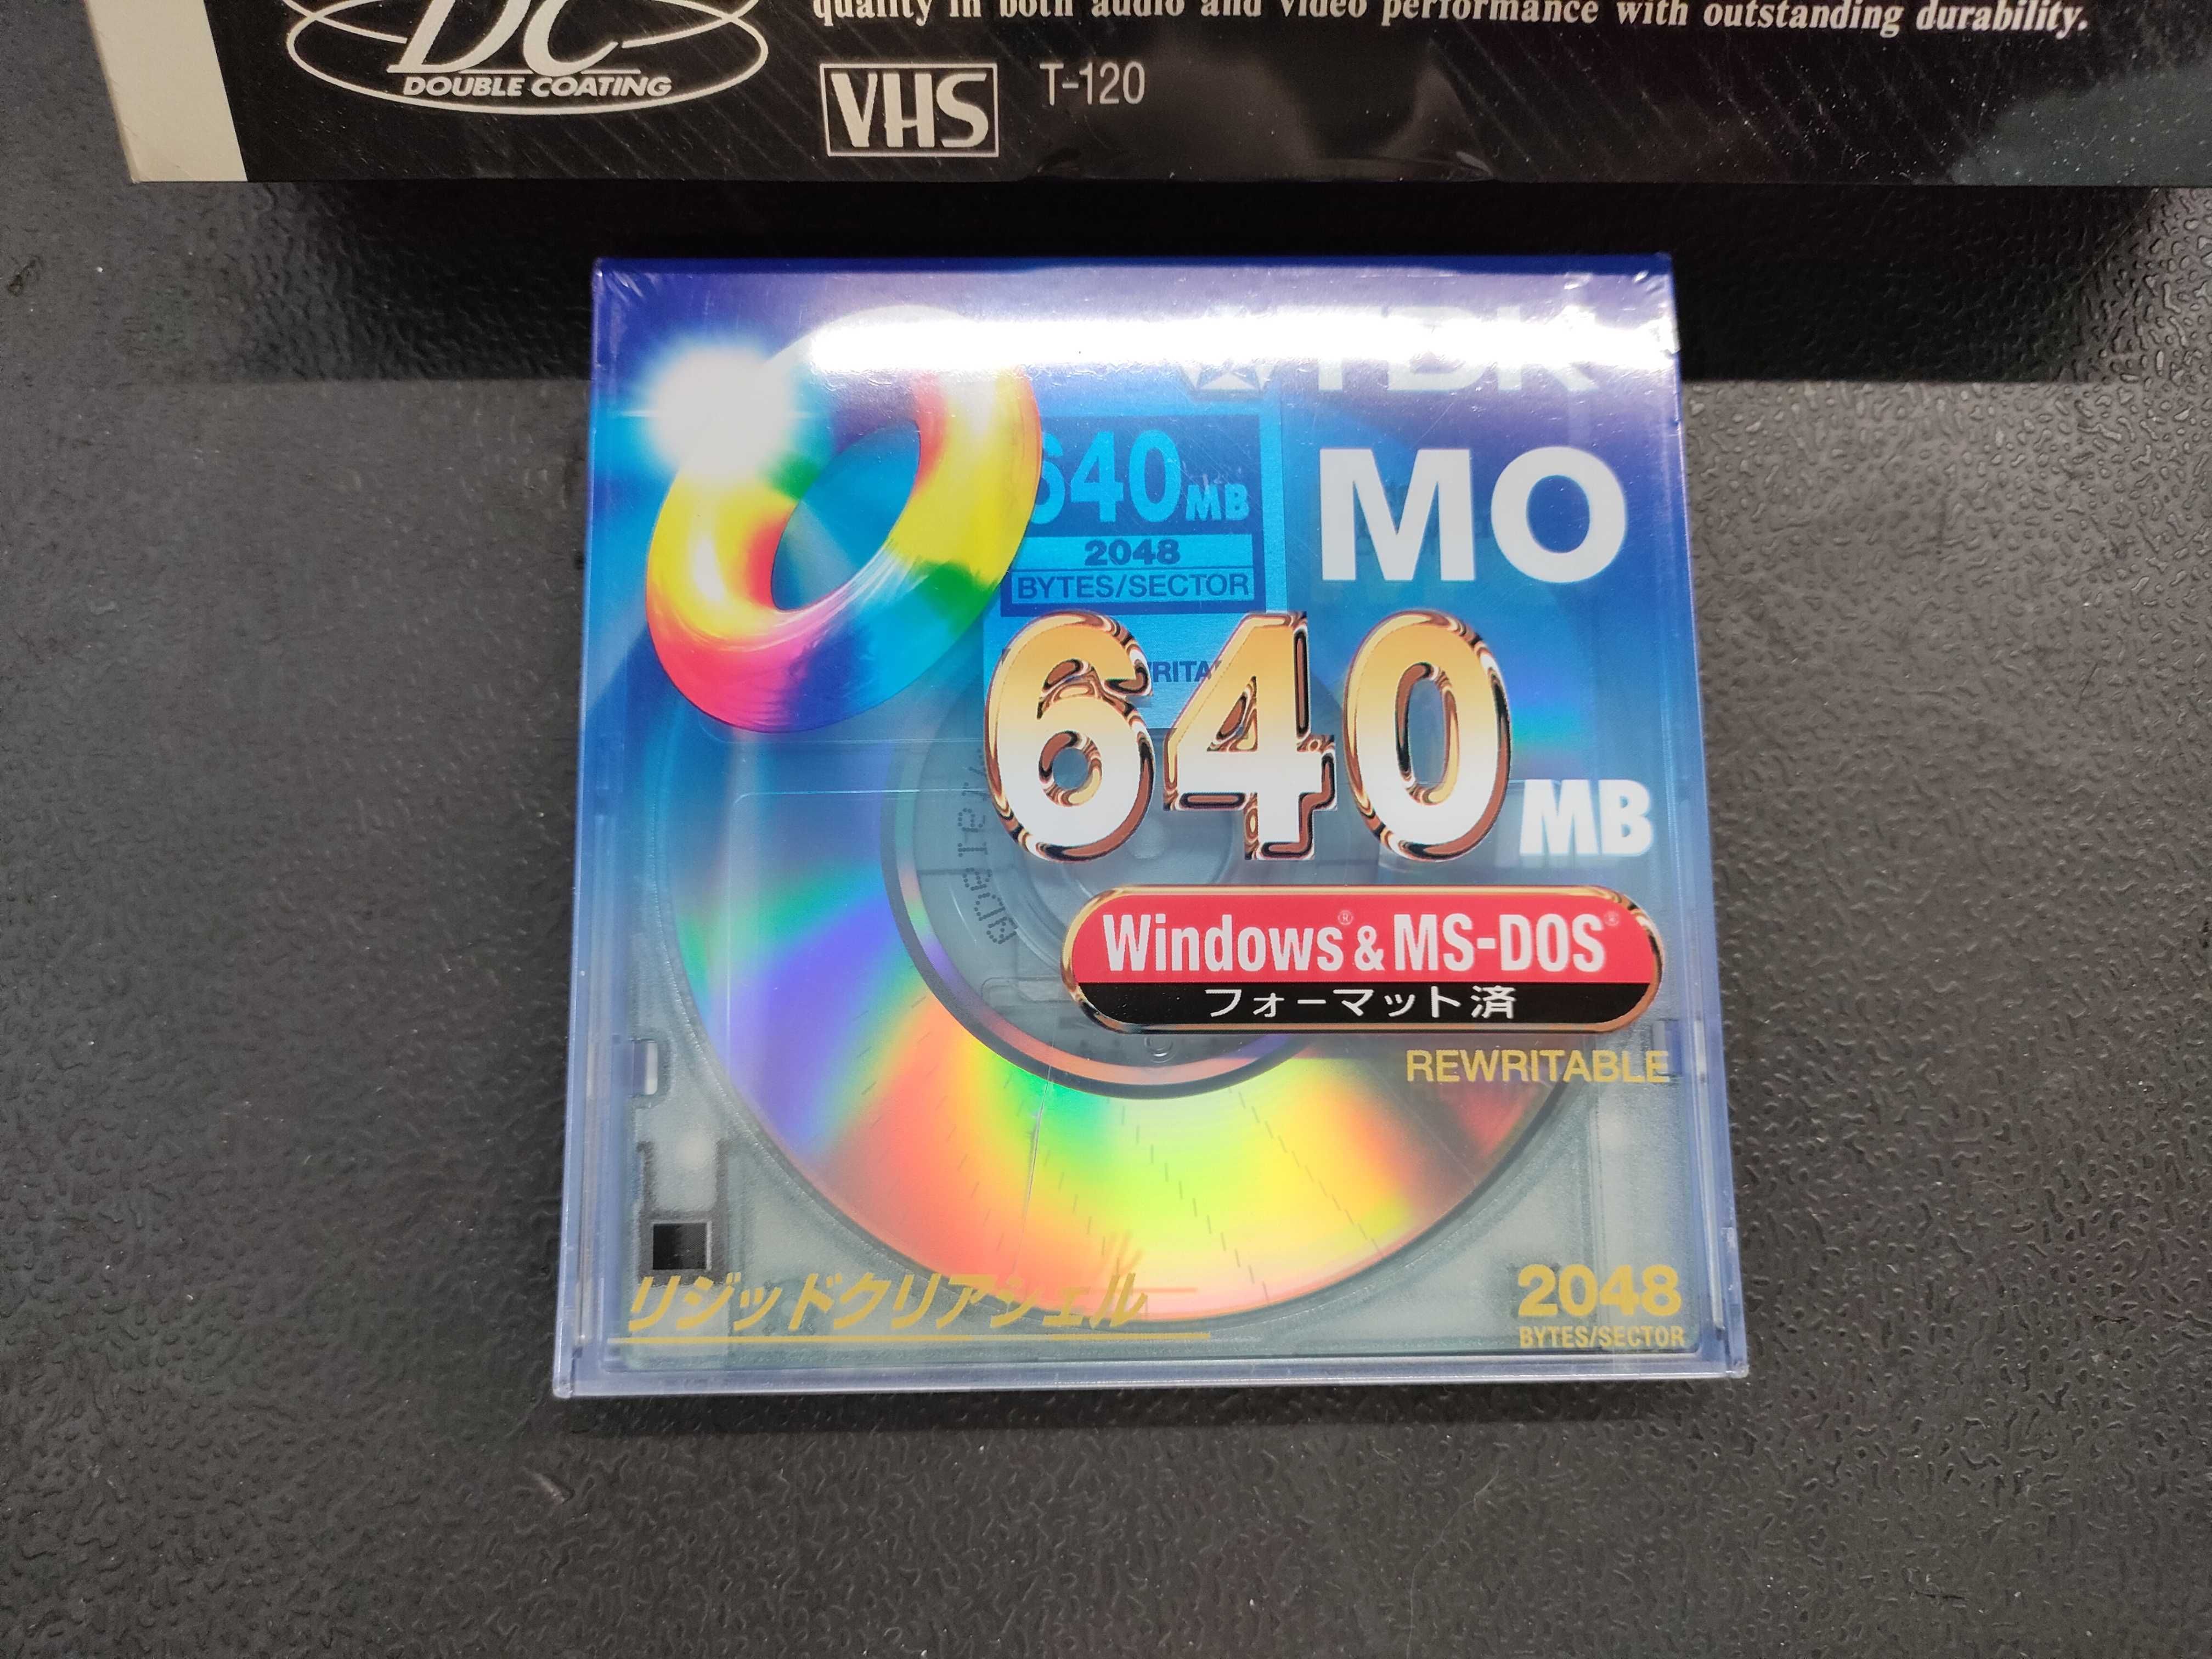 DC
DOUBLE COATING
quality in both audio and video performance with outstanding durability.
VHS T-120
TDK
MO
640MB
2048
BYTES/SECTOR
640MB
Windows® & MS-DOS®
フォーマット済
REWRITABLE
リジッドクリアシェル
2048
BYTES/SECTOR